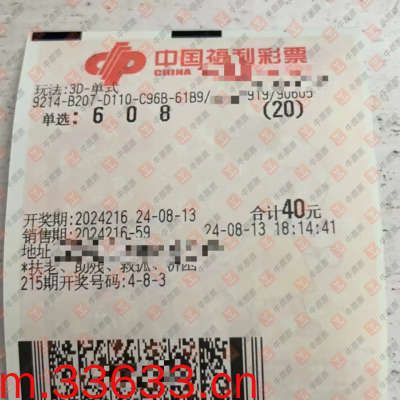 中国福利彩票
CHINA
玩法:3D-单式
9214-B207-D110-C96B-61B9/ 919/90605
单选: 6 0 8 (20)
开奖期:2024216 24-08-13 合计40元
销售期:2024216-59 24-08-13 18:14:41
地址
*扶老、助残、救孤、济困
215期开奖号码:4-8-3
m.33633.cn